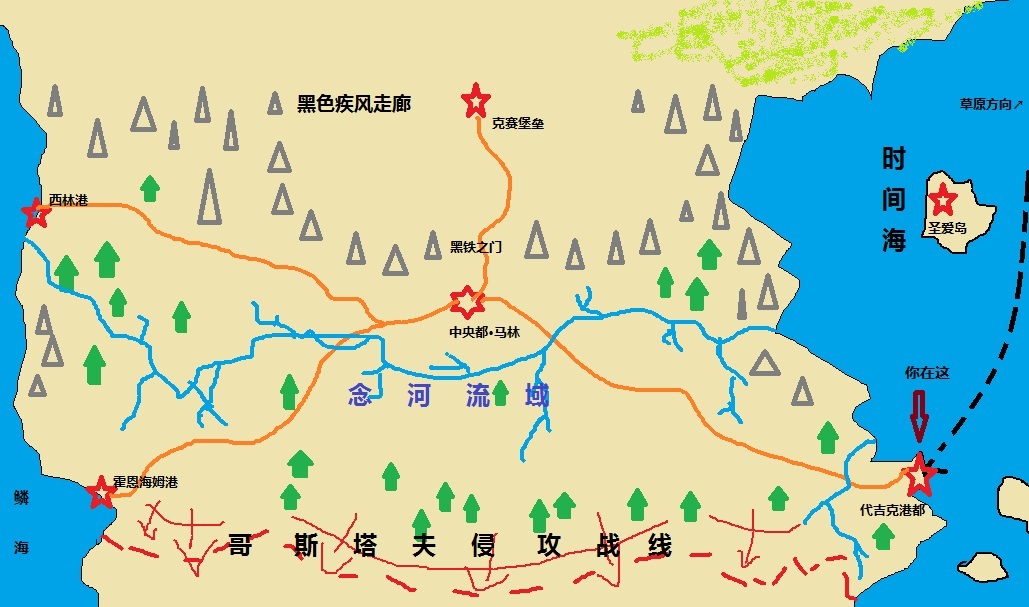 黑色疾风走廊
克赛堡垒
草原方向↗
时间海
西林港
圣爱岛
黑铁之门
中央都·马林
你在这
念河流域
霍恩海姆港
鳞海
代吉克港都
哥斯塔夫侵攻战线